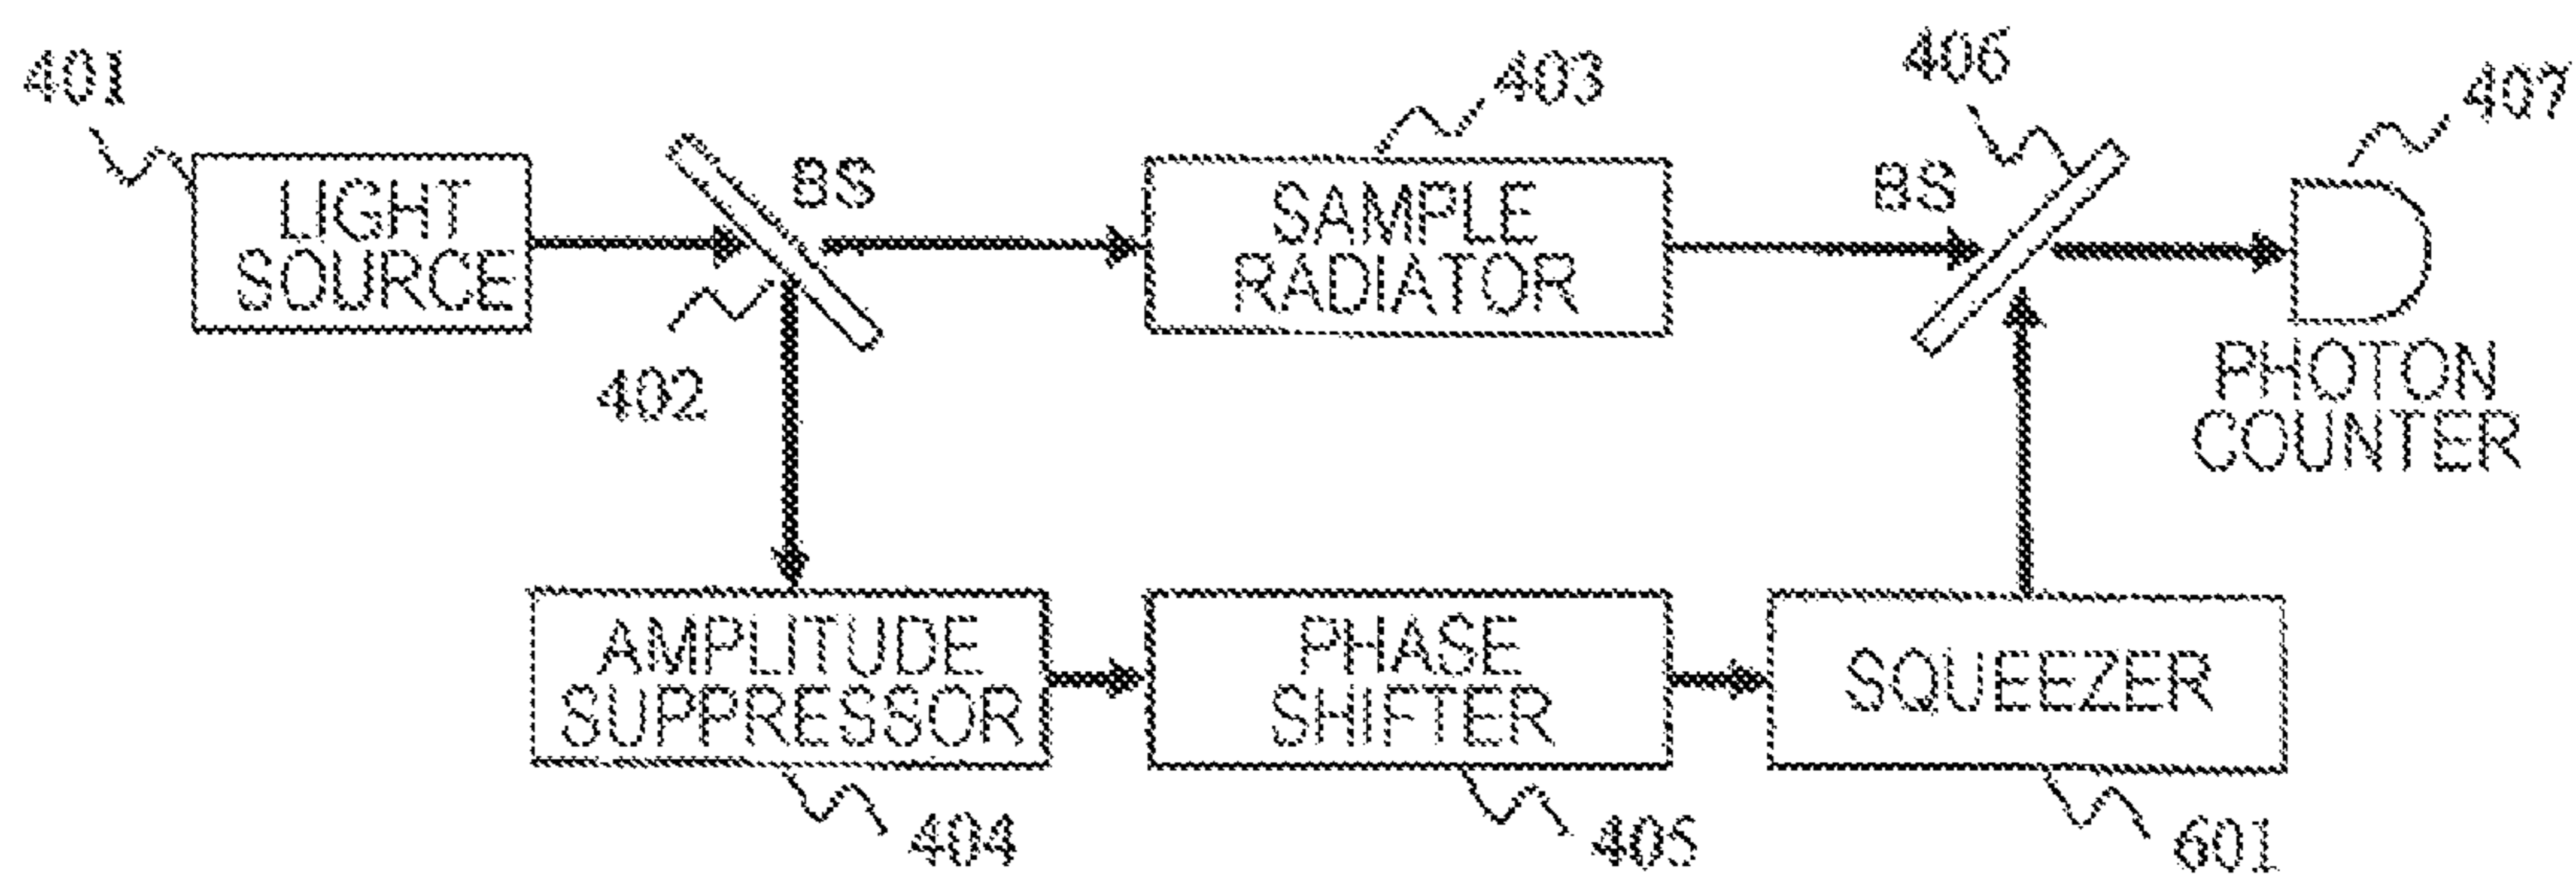 401
LIGHT
SOURCE
BS
402
403
SAMPLE
RADIATOR
406
BS
407
PHOTON
COUNTER
AMPLITUDE
SUPPRESSOR
404
PHASE
SHIFTER
405
SQUEEZER
601